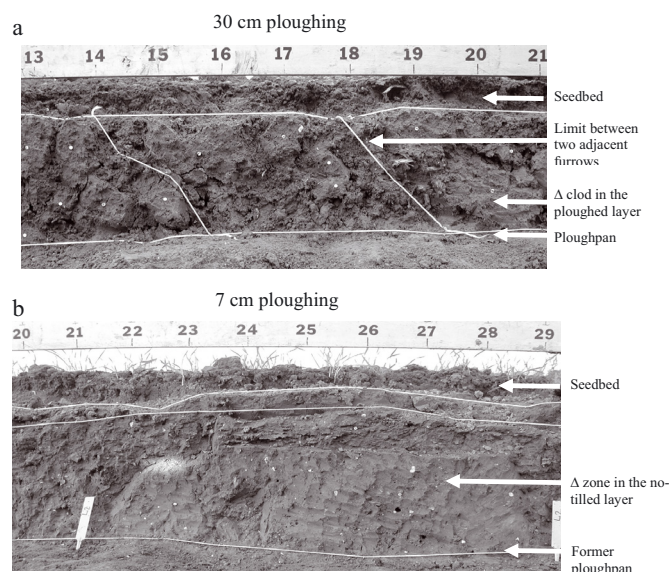 a
30 cm ploughing
13 14 15 16 17 18 19 20 21
Seedbed
Limit between
two adjacent
furrows
Δ clod in the
ploughed layer
Ploughpan
b
7 cm ploughing
20 21 22 23 24 25 26 27 28 29
Seedbed
Δ zone in the no-
tilled layer
Former
ploughpan